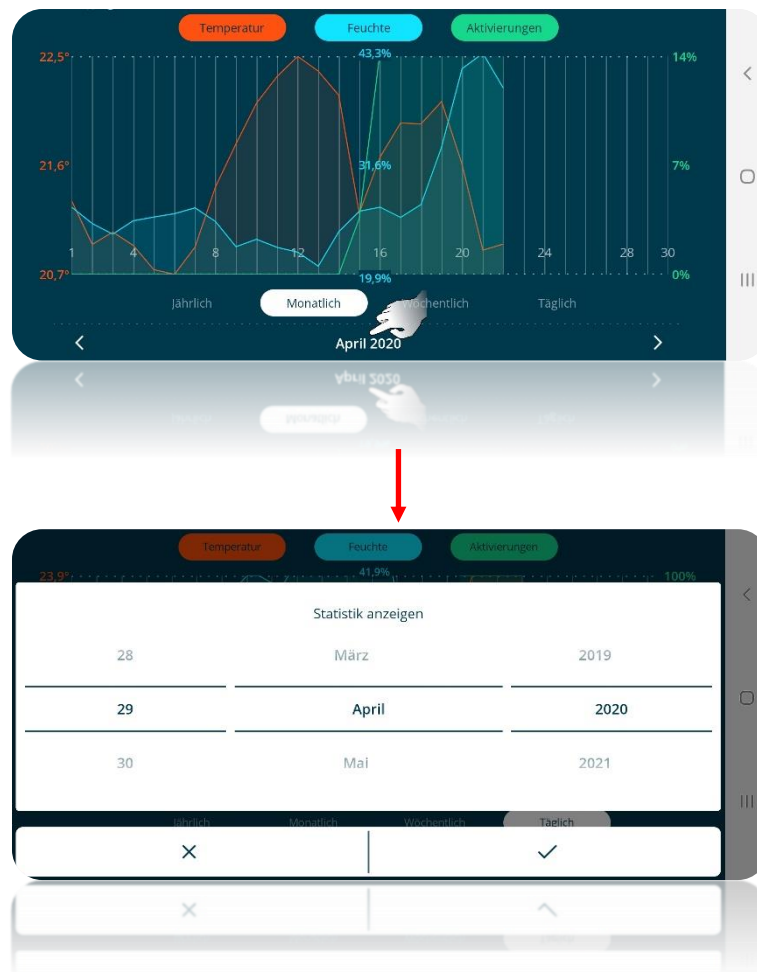 Temperatur Feuchte Aktivierungen
22,5° 43,3% 14%
21,6° 31,6% 7%
1 4 8 12 16 20 24 28 30
20,7° 19,9% 0%
Jährlich Monatlich Wöchentlich Täglich
April 2020
Temperatur Feuchte Aktivierungen
23,9° 41,9% 100%
Statistik anzeigen
28 März 2019
29 April 2020
30 Mai 2021
Jährlich Monatlich Wöchentlich Täglich